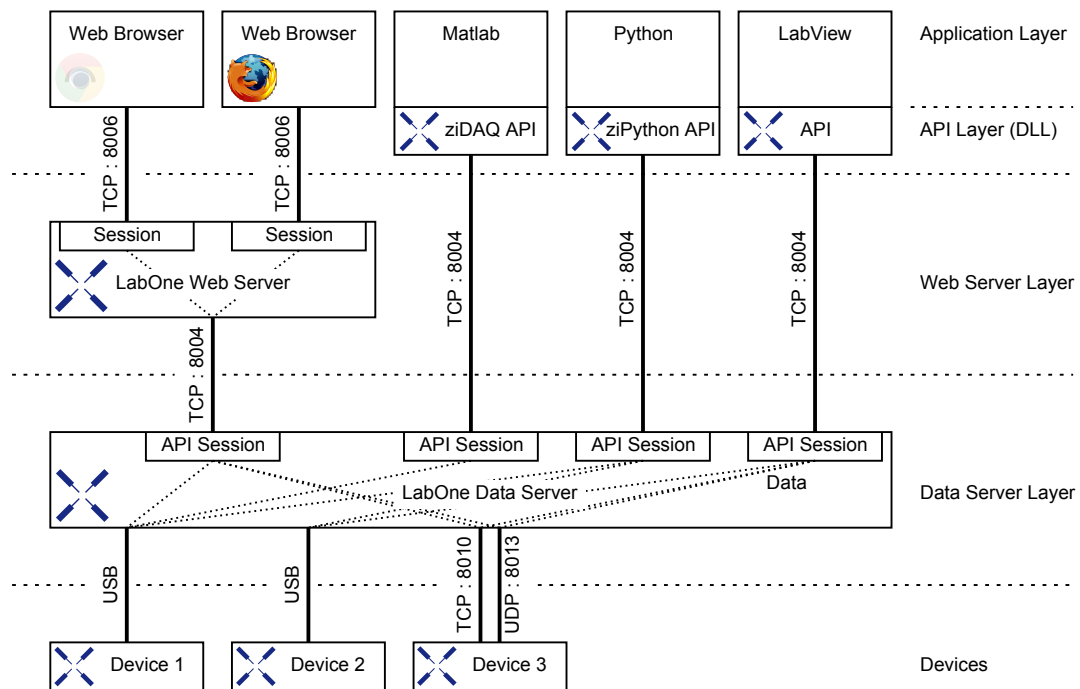 Web Browser
Web Browser
Matlab
Python
LabView
Application Layer
ziDAQ API
ziPython API
API
API Layer (DLL)
TCP : 8006
TCP : 8006
Session
Session
LabOne Web Server
TCP : 8004
TCP : 8004
TCP : 8004
Web Server Layer
TCP : 8004
API Session
API Session
API Session
API Session
Data
LabOne Data Server
Data Server Layer
USB
USB
TCP : 8010
UDP : 8013
Device 1
Device 2
Device 3
Devices